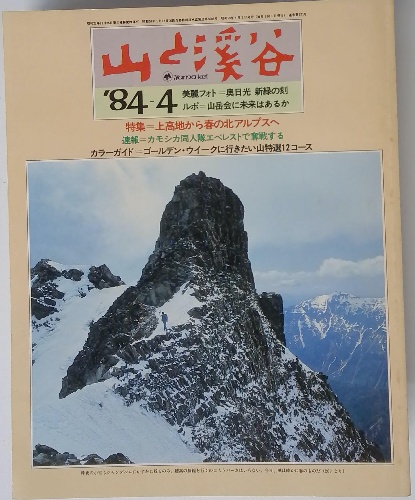 山と溪谷
'84-4
美麗フォト＝奥日光 新緑の刻
ルポ＝山岳会に未来はあるか
特集＝上高地から春の北アルプスへ
速報＝カモシカ同人隊エベレストで奮戦する
カラーガイド＝ゴールデン・ウイークに行きたい山特選12コース